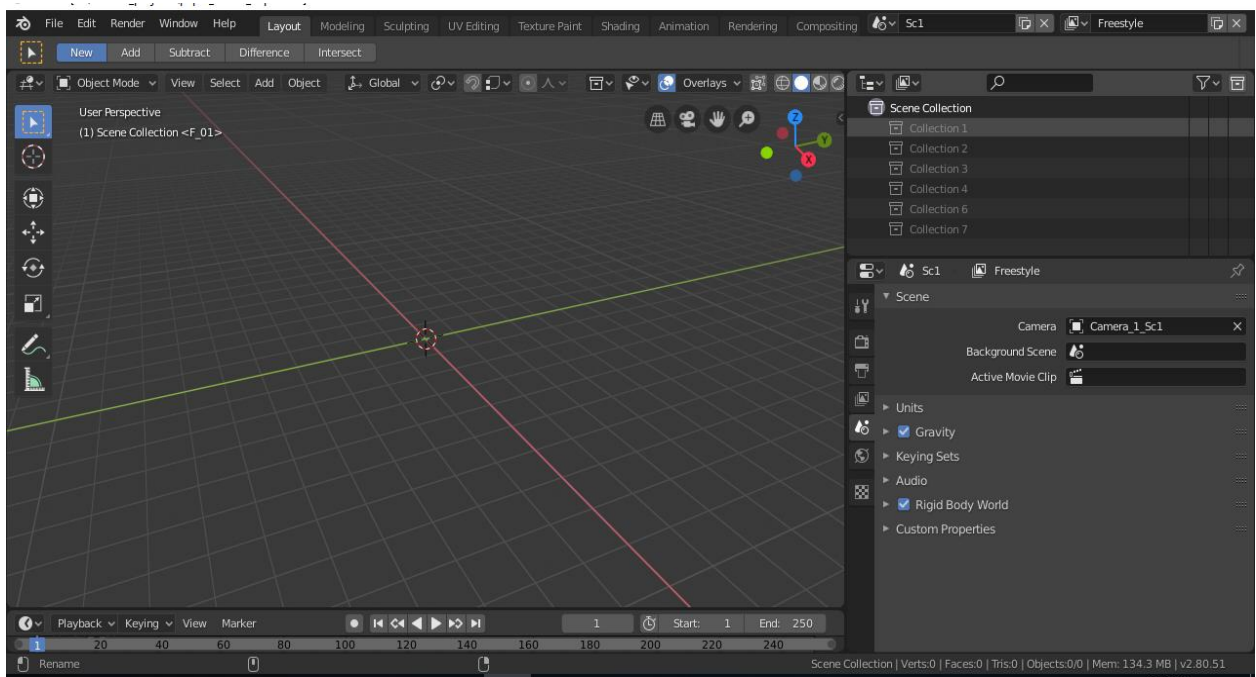 File Edit Render Window Help Layout Modeling Sculpting UV Editing Texture Paint Shading Animation Rendering Compositing Sc1 Freestyle
New Add Subtract Difference Intersect
Object Mode View Select Add Object Global Overlays
User Perspective
(1) Scene Collection <F_01>
Z
Y
X
Scene Collection
Collection 1
Collection 2
Collection 3
Collection 4
Collection 6
Collection 7
Sc1 Freestyle
Scene
Camera Camera_1_Sc1
Background Scene
Active Movie Clip
Units
Gravity
Keying Sets
Audio
Rigid Body World
Custom Properties
Playback Keying View Marker 1 Start: 1 End: 250
1 20 40 60 80 100 120 140 160 180 200 220 240
Rename Scene Collection | Verts:0 | Faces:0 | Tris:0 | Objects:0/0 | Mem: 134.3 MB | v2.80.51